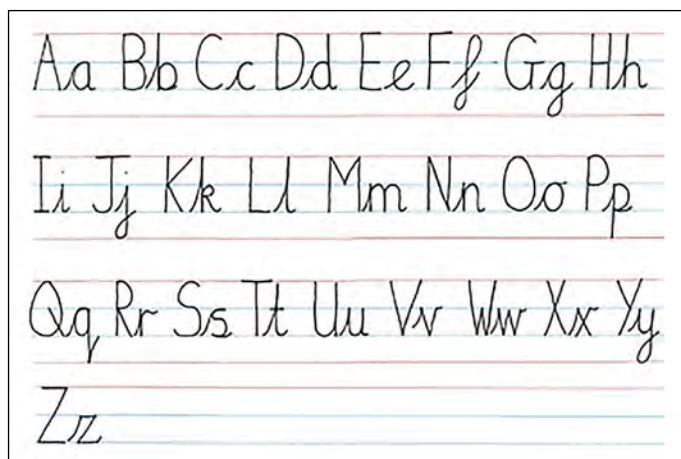 Aa Bb Cc Dd Ee Ff Gg Hh
Ii Jj Kk Ll Mm Nn Oo Pp
Qq Rr Ss Tt Uu Vv Ww Xx Yy
Zz